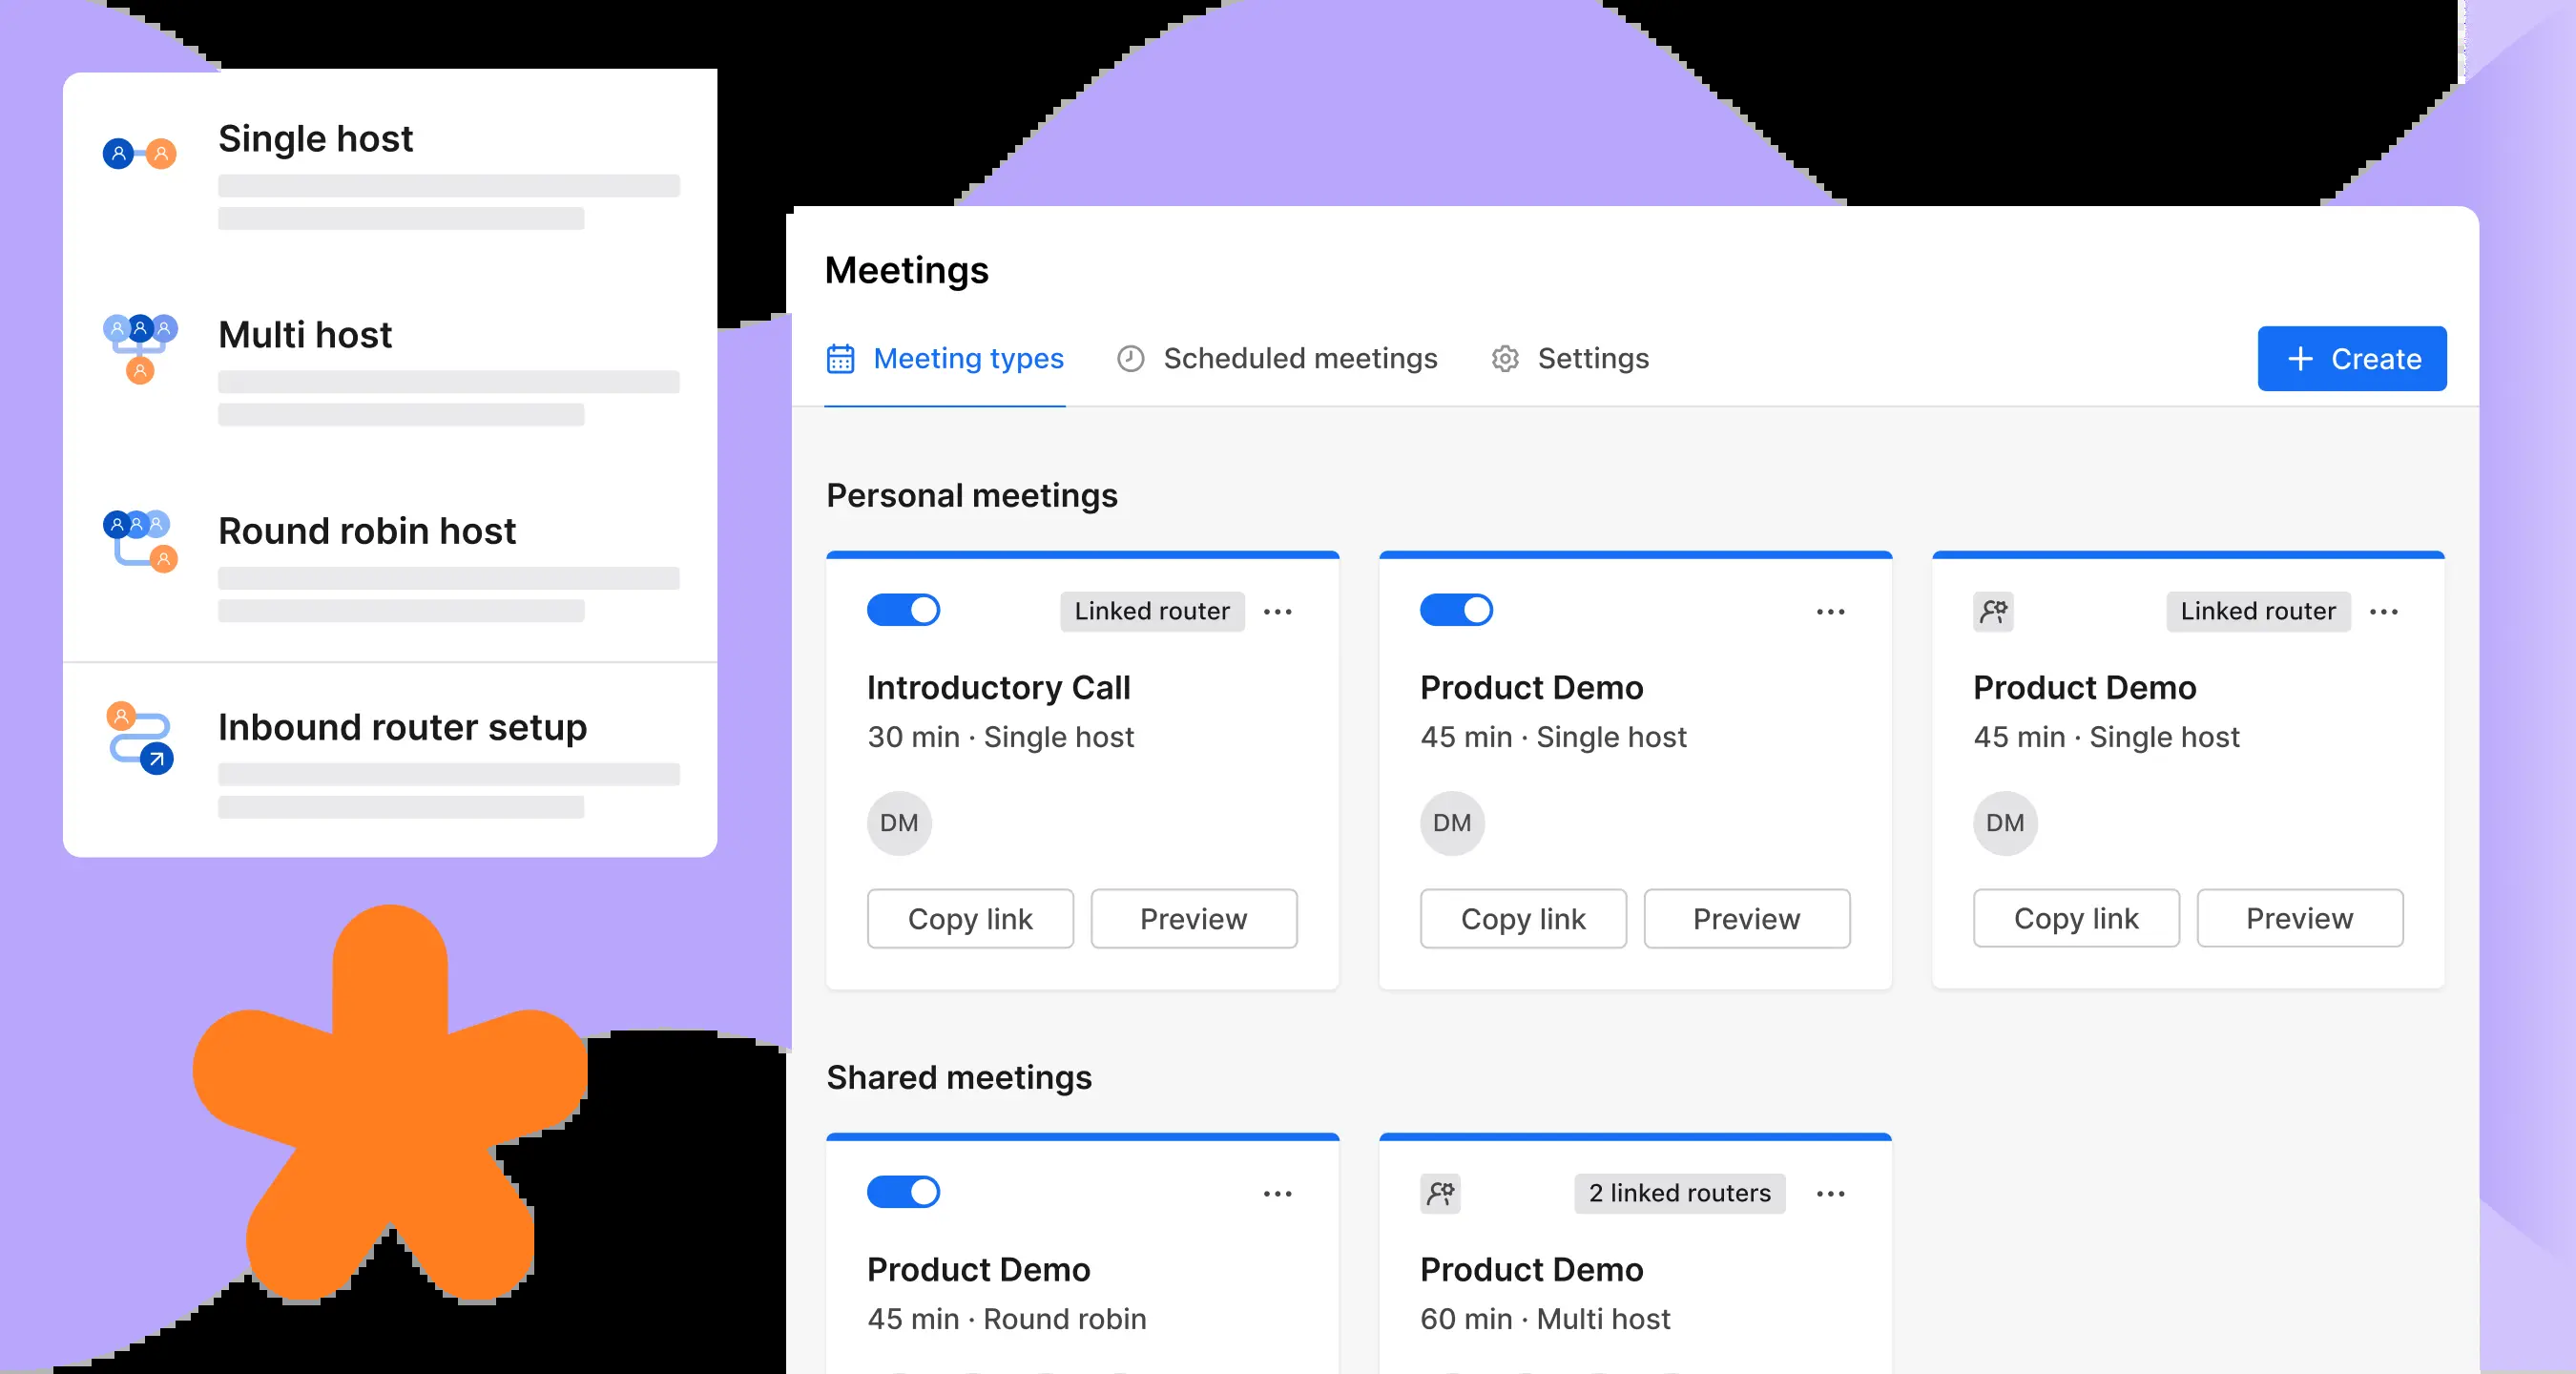 Single host
Multi host
Round robin host
Inbound router setup
Meetings
Meeting types
Scheduled meetings
Settings
+ Create
Personal meetings
Linked router
Introductory Call
30 min · Single host
DM
Copy link
Preview
Product Demo
45 min · Single host
DM
Copy link
Preview
Linked router
Product Demo
45 min · Single host
DM
Copy link
Preview
Shared meetings
Product Demo
45 min · Round robin
2 linked routers
Product Demo
60 min · Multi host